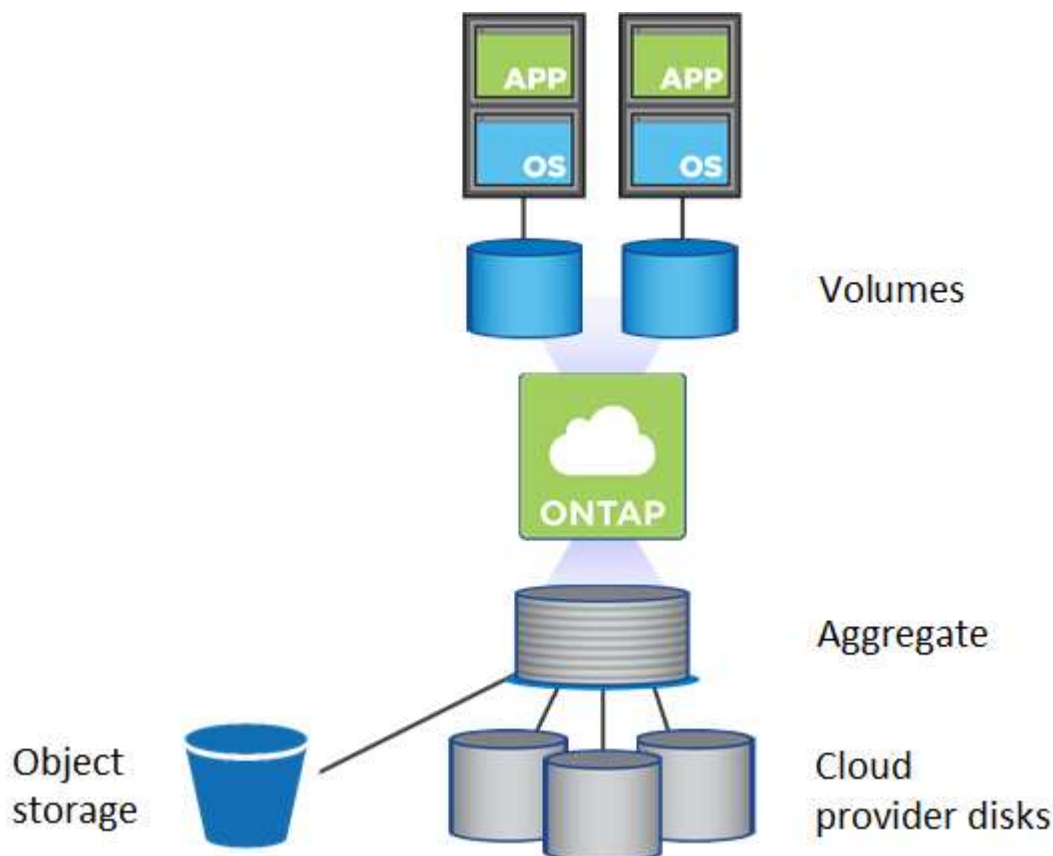 APP
APP
OS
OS
Volumes
ONTAP
Aggregate
Object
storage
Cloud
provider disks